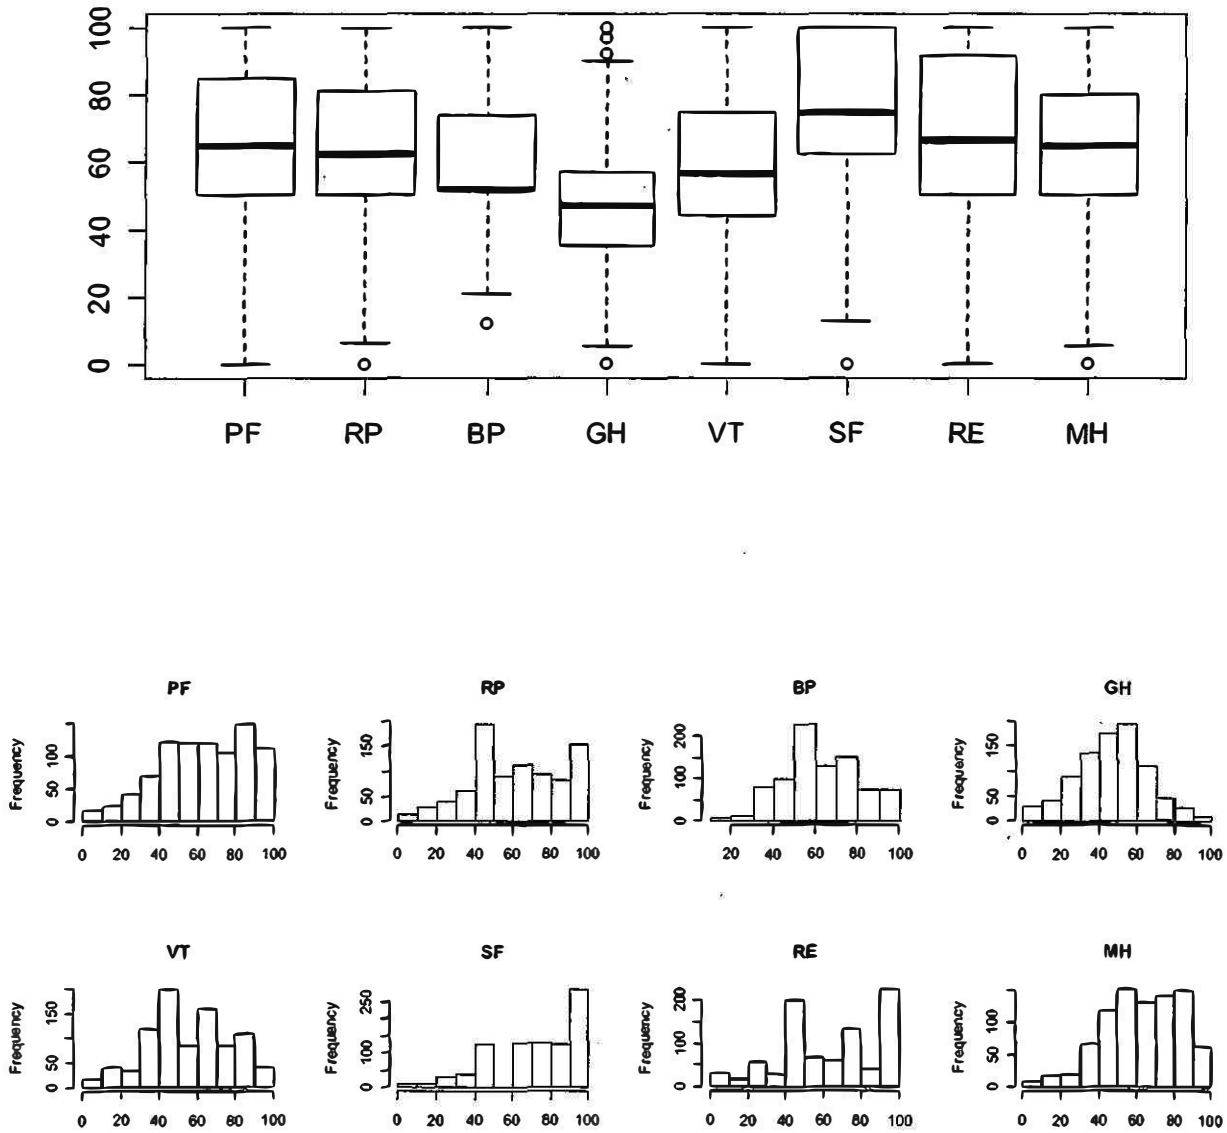 100
80
60
40
20
0
PF RP BP GH VT SF RE MH
PF RP BP GH
Frequency 0 50 100
Frequency 0 50 150
Frequency 0 100 200
Frequency 0 50 150
0 20 40 60 80 100
0 20 40 60 80 100
20 40 60 80 100
0 20 40 60 80 100
VT SF RE MH
Frequency 0 50 150
Frequency 0 100 250
Frequency 0 100 200
Frequency 0 50 100
0 20 40 60 80 100
0 20 40 60 80 100
0 20 40 60 80 100
0 20 40 60 80 100